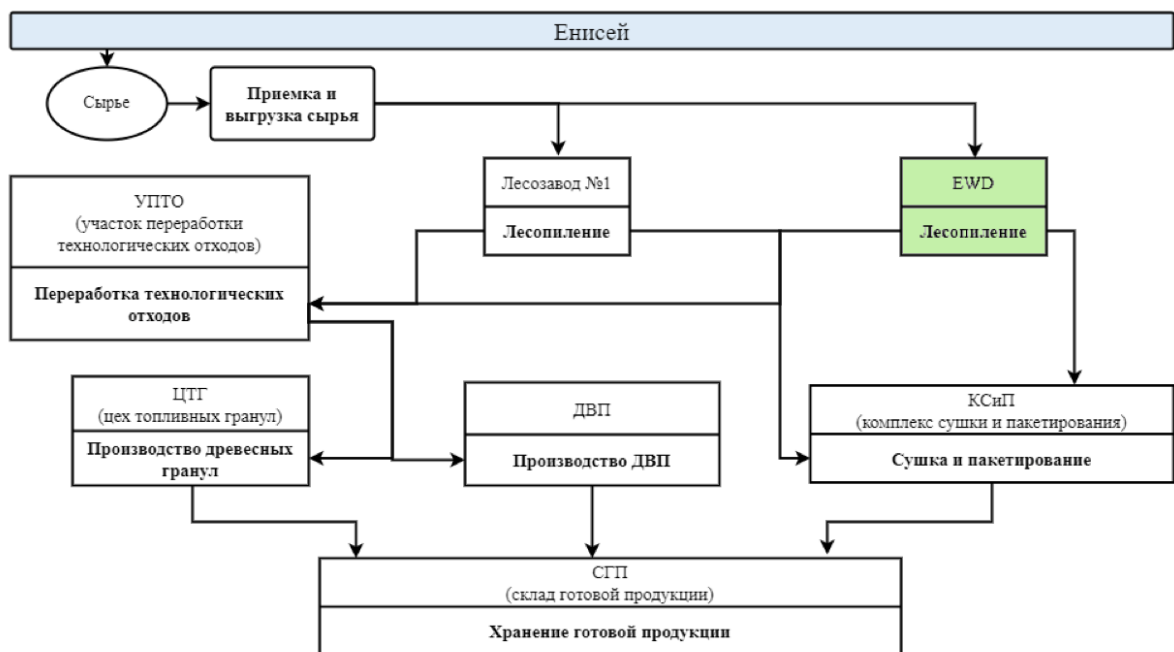 Енисей
Сырье
Приемка и
выгрузка сырья
Лесозавод №1
Лесопиление
EWD
Лесопиление
УПТО
(участок переработки
технологических отходов)
Переработка технологических
отходов
ЦТГ
(цех топливных гранул)
Производство древесных
гранул
ДВП
Производство ДВП
КСиП
(комплекс сушки и пакетирования)
Сушка и пакетирование
СГП
(склад готовой продукции)
Хранение готовой продукции